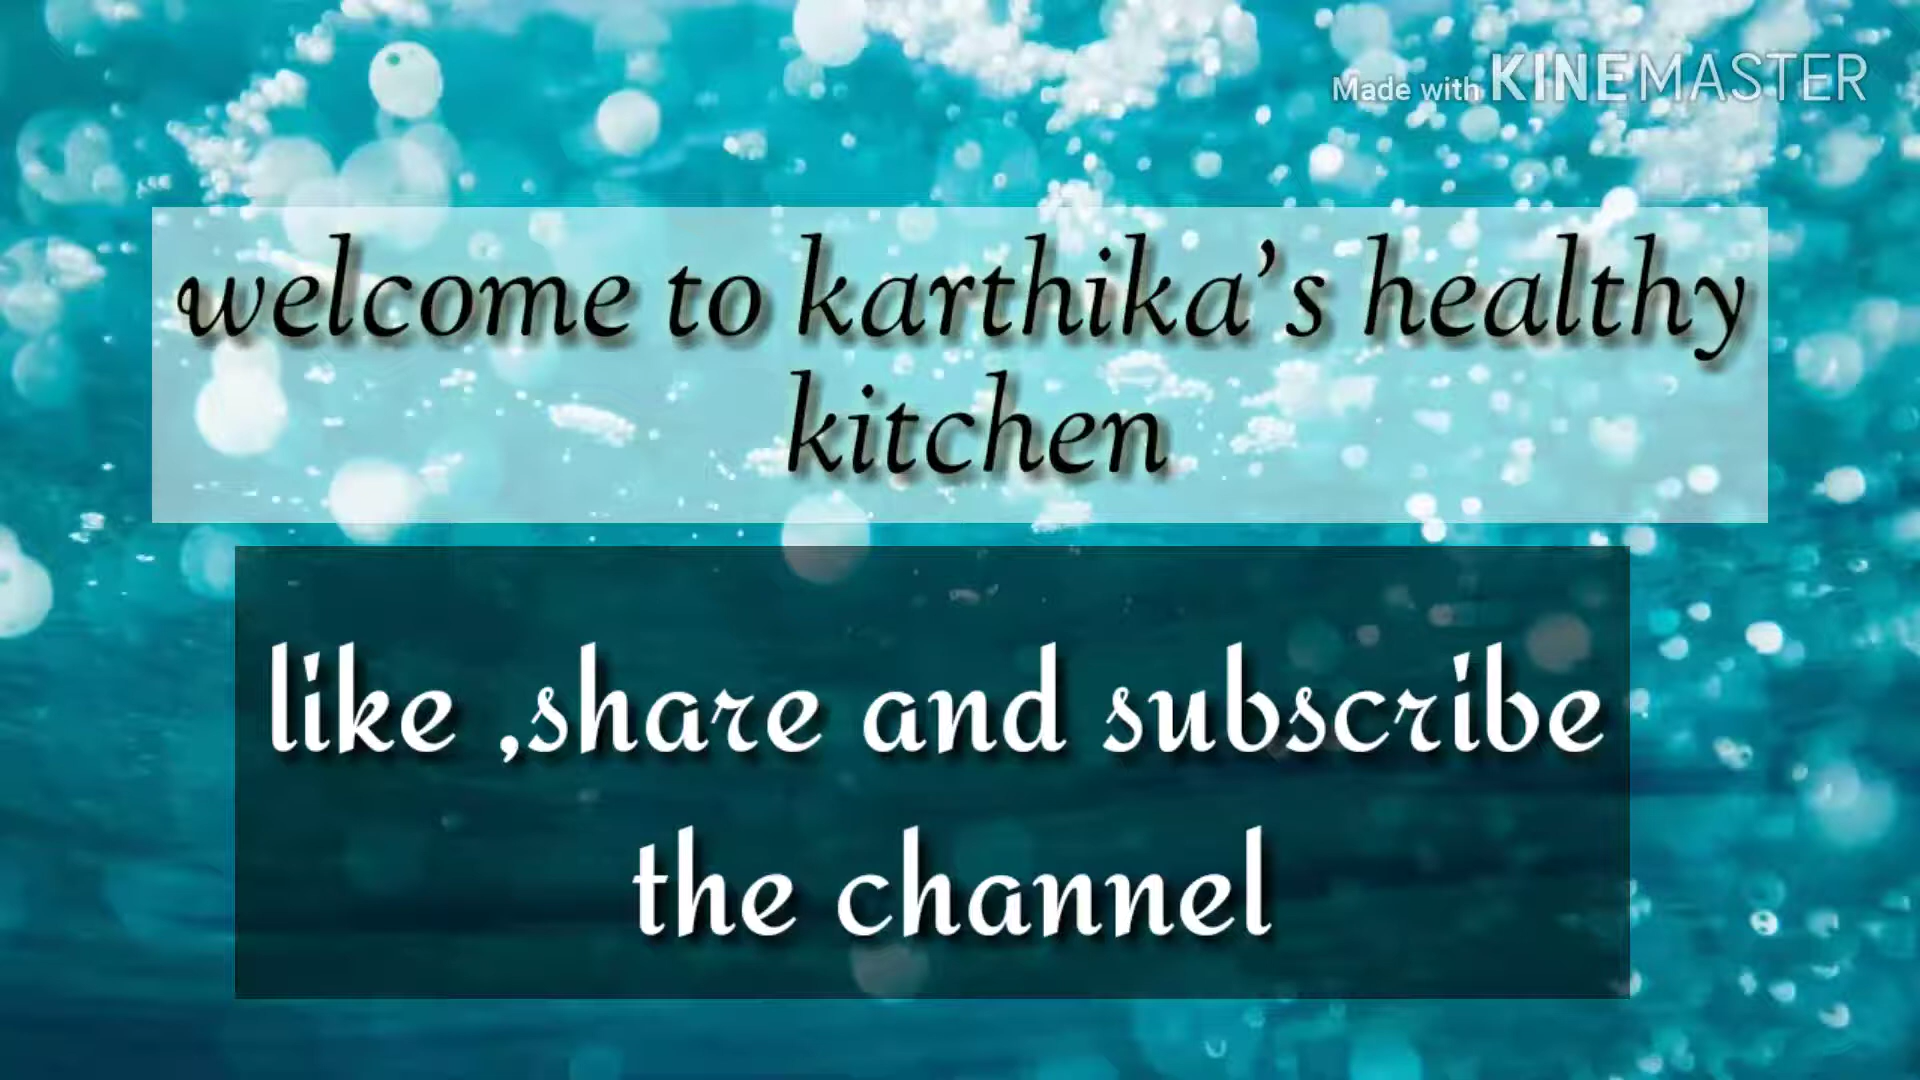 Made with KINEMASTER
welcome to karthika's healthy
kitchen
like ,share and subscribe
the channel